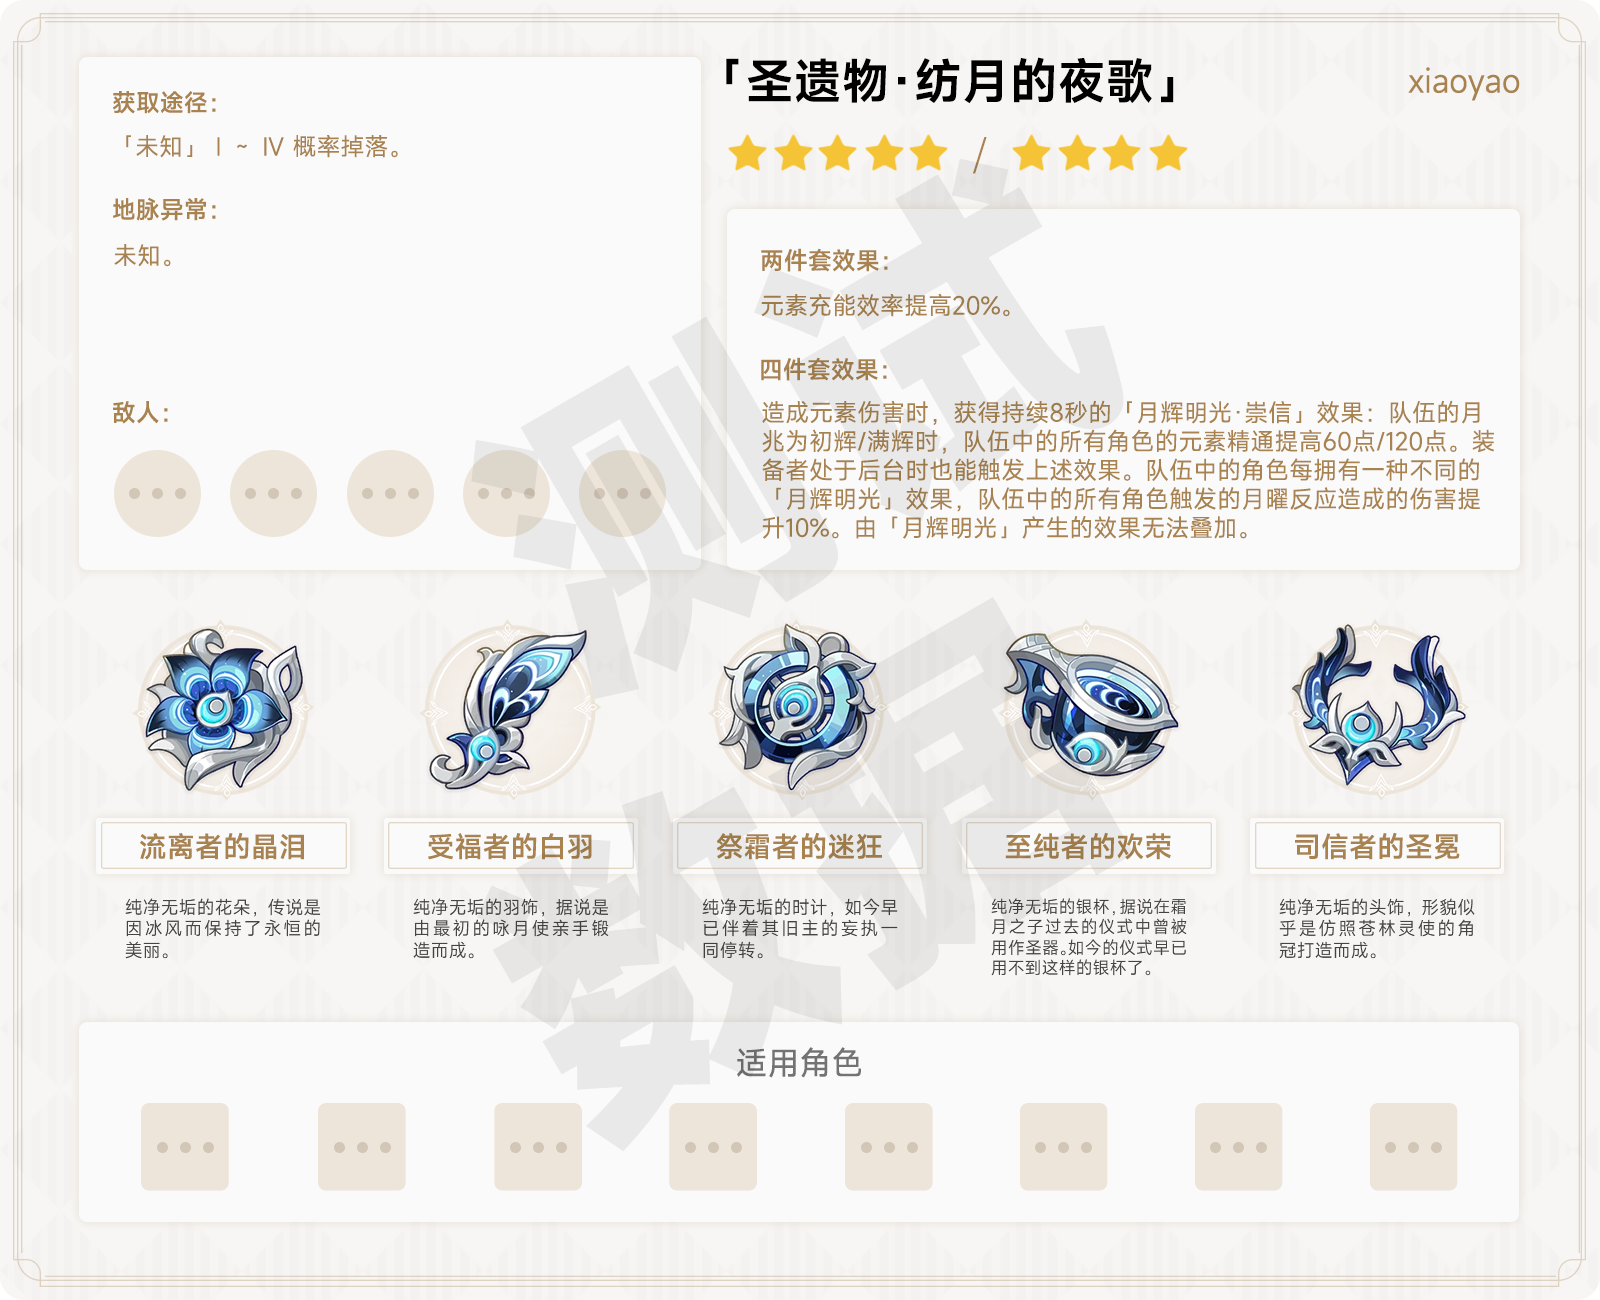 「圣遗物·纺月的夜歌」
xiaoyao
获取途径：
「未知」Ⅰ ~ Ⅳ 概率掉落。
地脉异常：
未知。
敌人：
/
两件套效果：
元素充能效率提高20%。
四件套效果：
造成元素伤害时，获得持续8秒的「月辉明光·崇信」效果：队伍的月
兆为初辉/满辉时，队伍中的所有角色的元素精通提高60点/120点。装
备者处于后台时也能触发上述效果。队伍中的角色每拥有一种不同的
「月辉明光」效果，队伍中的所有角色触发的月曜反应造成的伤害提
升10%。由「月辉明光」产生的效果无法叠加。
测试
数据
流离者的晶泪
纯净无垢的花朵，传说是
因冰风而保持了永恒的
美丽。
受福者的白羽
纯净无垢的羽饰，据说是
由最初的咏月使亲手锻
造而成。
祭霜者的迷狂
纯净无垢的时计，如今早
已伴着其旧主的妄执一
同停转。
至纯者的欢荣
纯净无垢的银杯，据说在霜
月之子过去的仪式中曾被
用作圣器。如今的仪式早已
用不到这样的银杯了。
司信者的圣冕
纯净无垢的头饰，形貌似
乎是仿照苍林灵使的角
冠打造而成。
适用角色